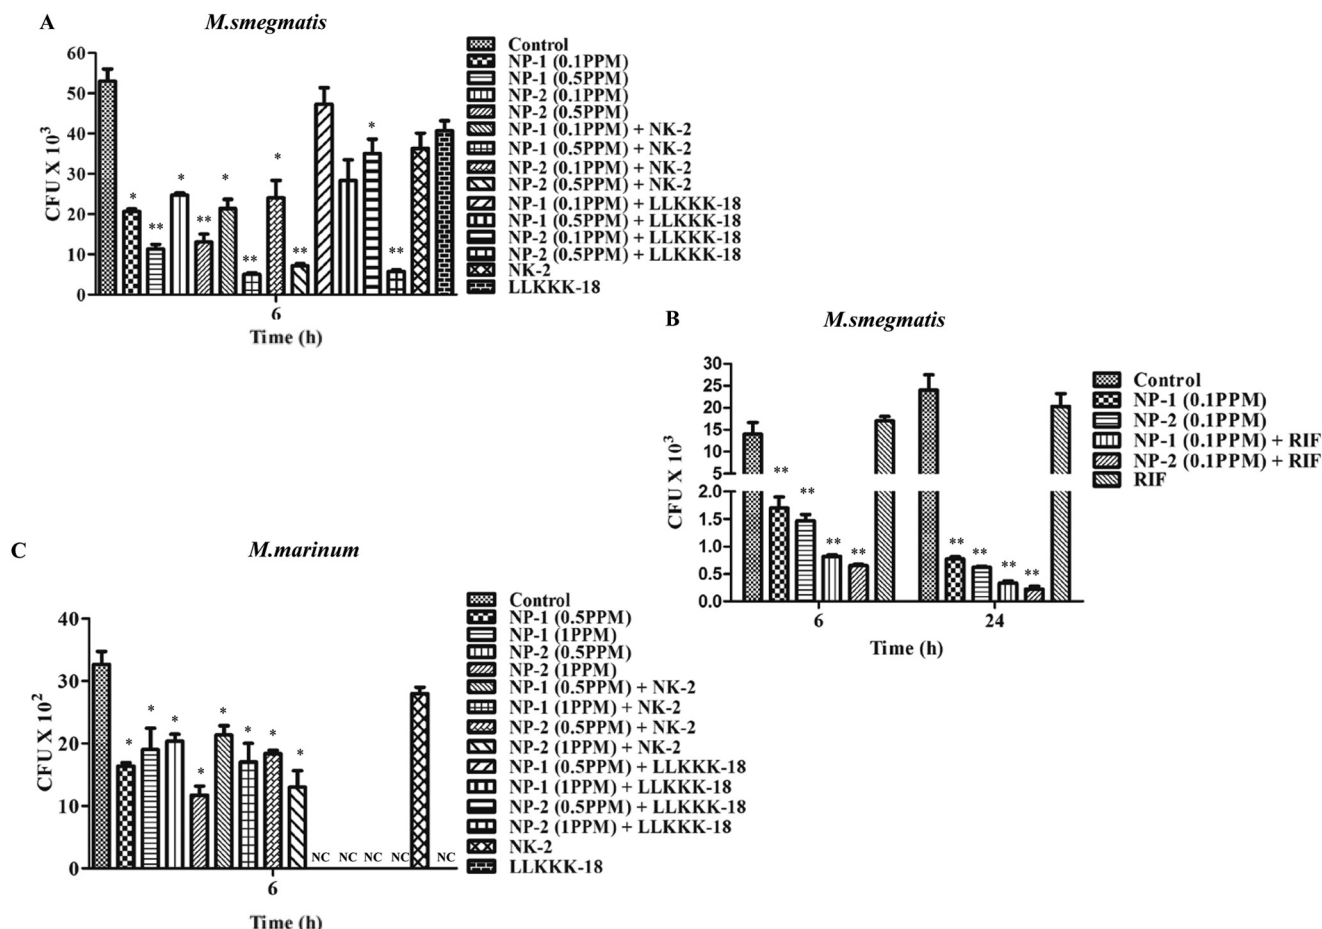 A
M.smegmatis
CFU X 10³
60
50
40
30
20
10
0
*
**
*
**
*
**
*
**
*
**
6
Time (h)
Control
NP-1 (0.1PPM)
NP-1 (0.5PPM)
NP-2 (0.1PPM)
NP-2 (0.5PPM)
NP-1 (0.1PPM) + NK-2
NP-1 (0.5PPM) + NK-2
NP-2 (0.1PPM) + NK-2
NP-2 (0.5PPM) + NK-2
NP-1 (0.1PPM) + LLKKK-18
NP-1 (0.5PPM) + LLKKK-18
NP-2 (0.1PPM) + LLKKK-18
NP-2 (0.5PPM) + LLKKK-18
NK-2
LLKKK-18
B
M.smegmatis
CFU X 10³
30
25
20
15
10
5
2.0
1.5
1.0
0.5
0.0
**
**
**
**
**
**
**
**
6
24
Time (h)
Control
NP-1 (0.1PPM)
NP-2 (0.1PPM)
NP-1 (0.1PPM) + RIF
NP-2 (0.1PPM) + RIF
RIF
C
M.marinum
CFU X 10²
40
30
20
10
0
*
*
*
*
*
*
*
*
NC NC NC NC NC
6
Time (h)
Control
NP-1 (0.5PPM)
NP-1 (1PPM)
NP-2 (0.5PPM)
NP-2 (1PPM)
NP-1 (0.5PPM) + NK-2
NP-1 (1PPM) + NK-2
NP-2 (0.5PPM) + NK-2
NP-2 (1PPM) + NK-2
NP-1 (0.5PPM) + LLKKK-18
NP-1 (1PPM) + LLKKK-18
NP-2 (0.5PPM) + LLKKK-18
NP-2 (1PPM) + LLKKK-18
NK-2
LLKKK-18